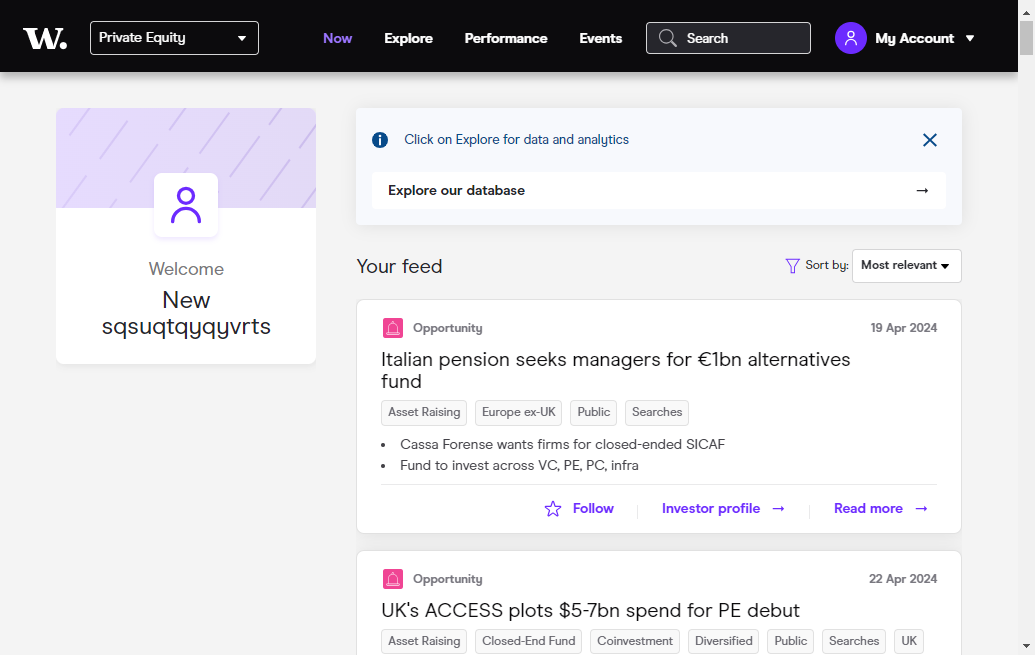 W.
Private Equity
Now
Explore
Performance
Events
Search
My Account
Welcome
New
sqsuqtqyqyvrts
Click on Explore for data and analytics
Explore our database →
Your feed
Sort by: Most relevant
Opportunity
19 Apr 2024
Italian pension seeks managers for €1bn alternatives
fund
Asset Raising
Europe ex-UK
Public
Searches
• Cassa Forense wants firms for closed-ended SICAF
• Fund to invest across VC, PE, PC, infra
Follow
Investor profile →
Read more →
Opportunity
22 Apr 2024
UK's ACCESS plots $5-7bn spend for PE debut
Asset Raising
Closed-End Fund
Coinvestment
Diversified
Public
Searches
UK